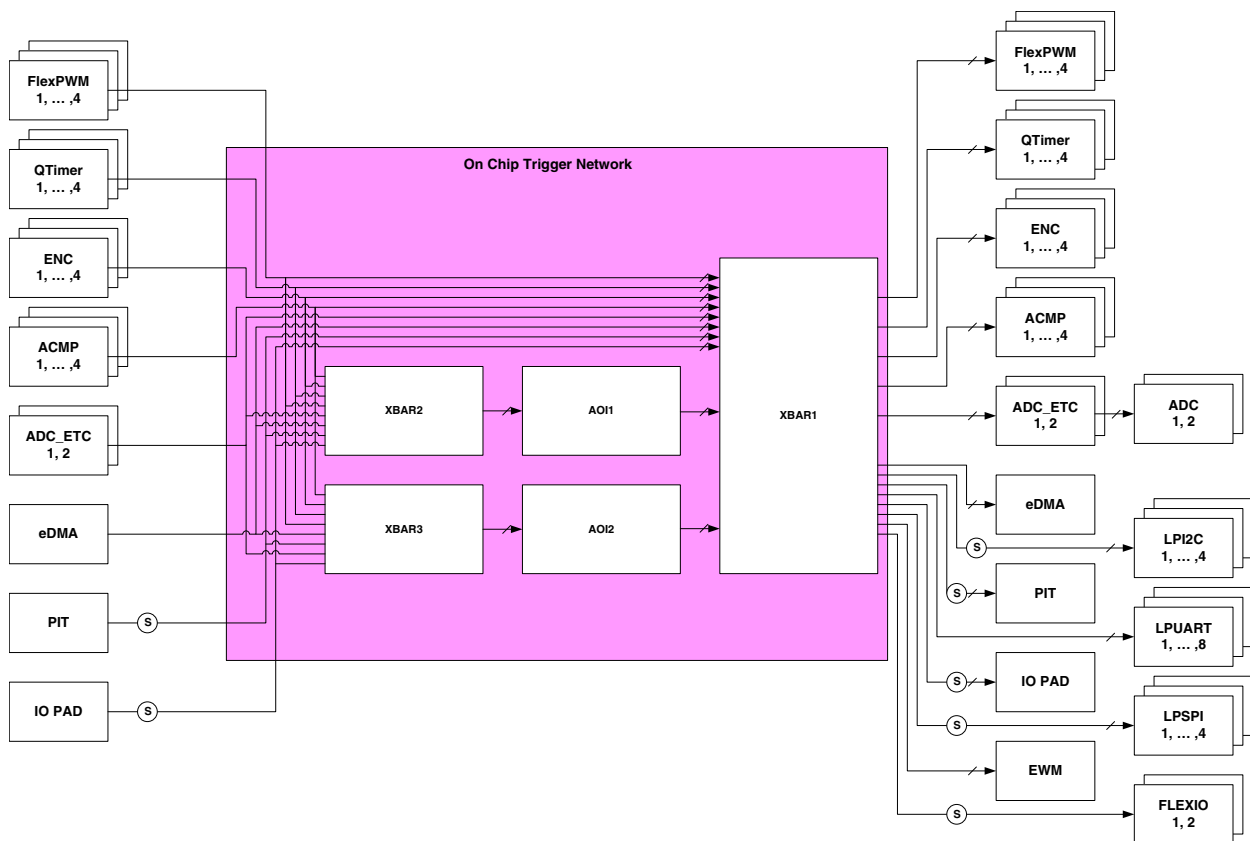 FlexPWM
1, ... ,4
QTimer
1, ... ,4
ENC
1, ... ,4
ACMP
1, ... ,4
ADC_ETC
1, 2
eDMA
PIT
S
IO PAD
S
On Chip Trigger Network
XBAR2
AOI1
XBAR3
AOI2
XBAR1
FlexPWM
1, ... ,4
QTimer
1, ... ,4
ENC
1, ... ,4
ACMP
1, ... ,4
ADC_ETC
1, 2
ADC
1, 2
eDMA
S
LPI2C
1, ... ,4
S
PIT
LPUART
1, ... ,8
S
IO PAD
S
LPSPI
1, ... ,4
EWM
S
FLEXIO
1, 2